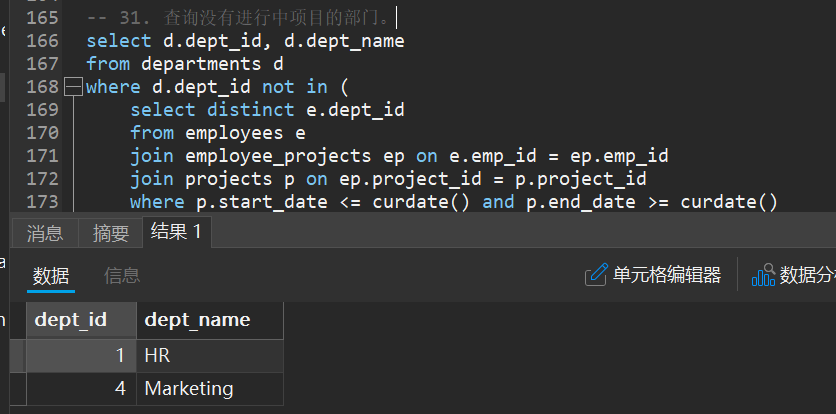 165 -- 31. 查询没有进行中项目的部门。
166 select d.dept_id, d.dept_name
167 from departments d
168 where d.dept_id not in (
169 select distinct e.dept_id
170 from employees e
171 join employee_projects ep on e.emp_id = ep.emp_id
172 join projects p on ep.project_id = p.project_id
173 where p.start_date <= curdate() and p.end_date >= curdate()
消息 摘要 结果 1
数据 信息 单元格编辑器 数据分
dept_id dept_name
1 HR
4 Marketing